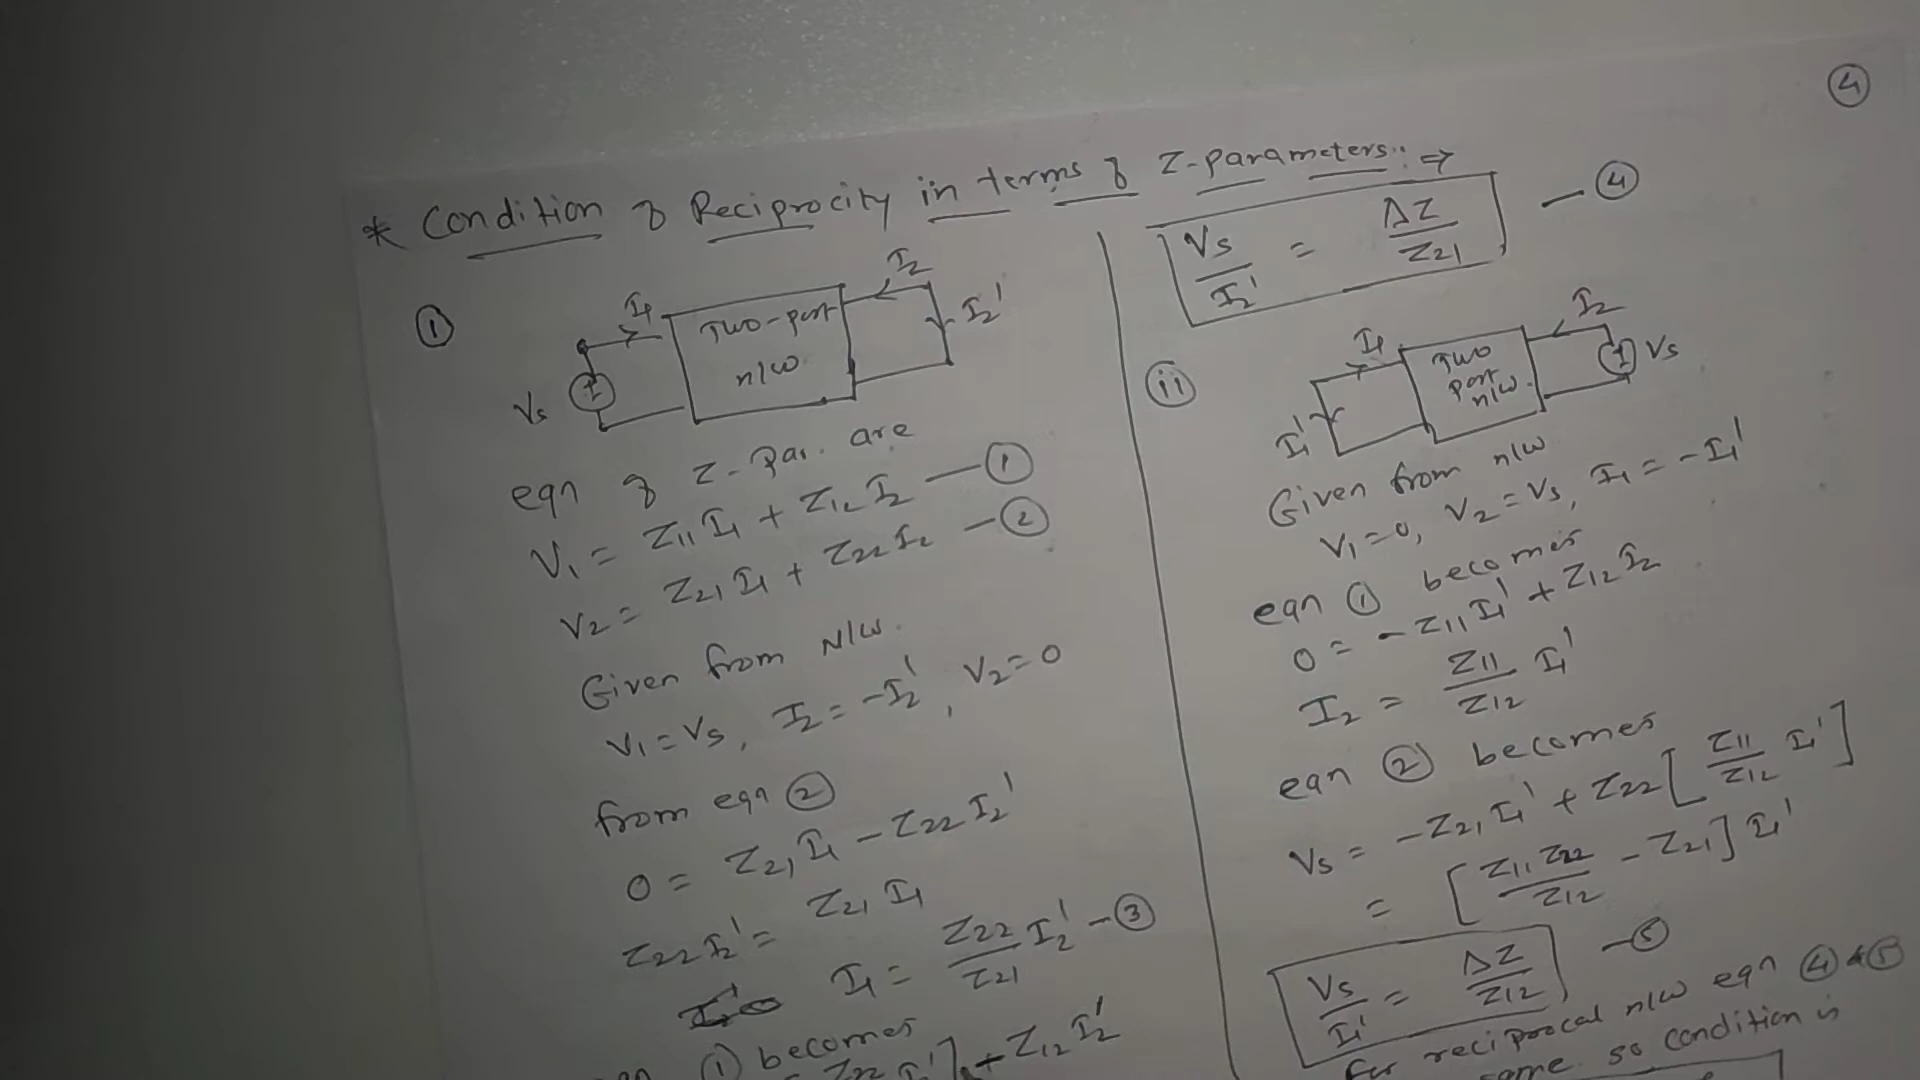 ④
* Condition of Reciprocity in terms of Z-parameters:⇒
①
I1
Two-port
n/w
I2
I2'
Vs
eqn of Z-Par. are
V1 = Z11 I1 + Z12 I2 —①
V2 = Z21 I1 + Z22 I2 —②
Given from N/W.
V1=Vs, I2=-I2', V2=0
from eqn ②
0 = Z21 I1 - Z22 I2'
Z22 I2' = Z21 I1
I1 = Z22/Z21 I2' —③
① becomes
Z22 I2'] - Z12 I2'
Vs/I2' = ΔZ/Z21 —④
ii
I1
Two
port
n/w.
I2
Vs
I1'
Given from n/w
V1=0, V2=Vs, I1=-I1'
eqn ① becomes
0 = -Z11 I1' + Z12 I2
I2 = Z11/Z12 I1'
eqn ② becomes
Vs = -Z21 I1' + Z22 [Z11/Z12 I1']
= [Z11 Z22/Z12 - Z21] I1'
Vs/I1' = ΔZ/Z12 —⑤
For reciprocal n/w eqn ④ & ⑤
same so condition is